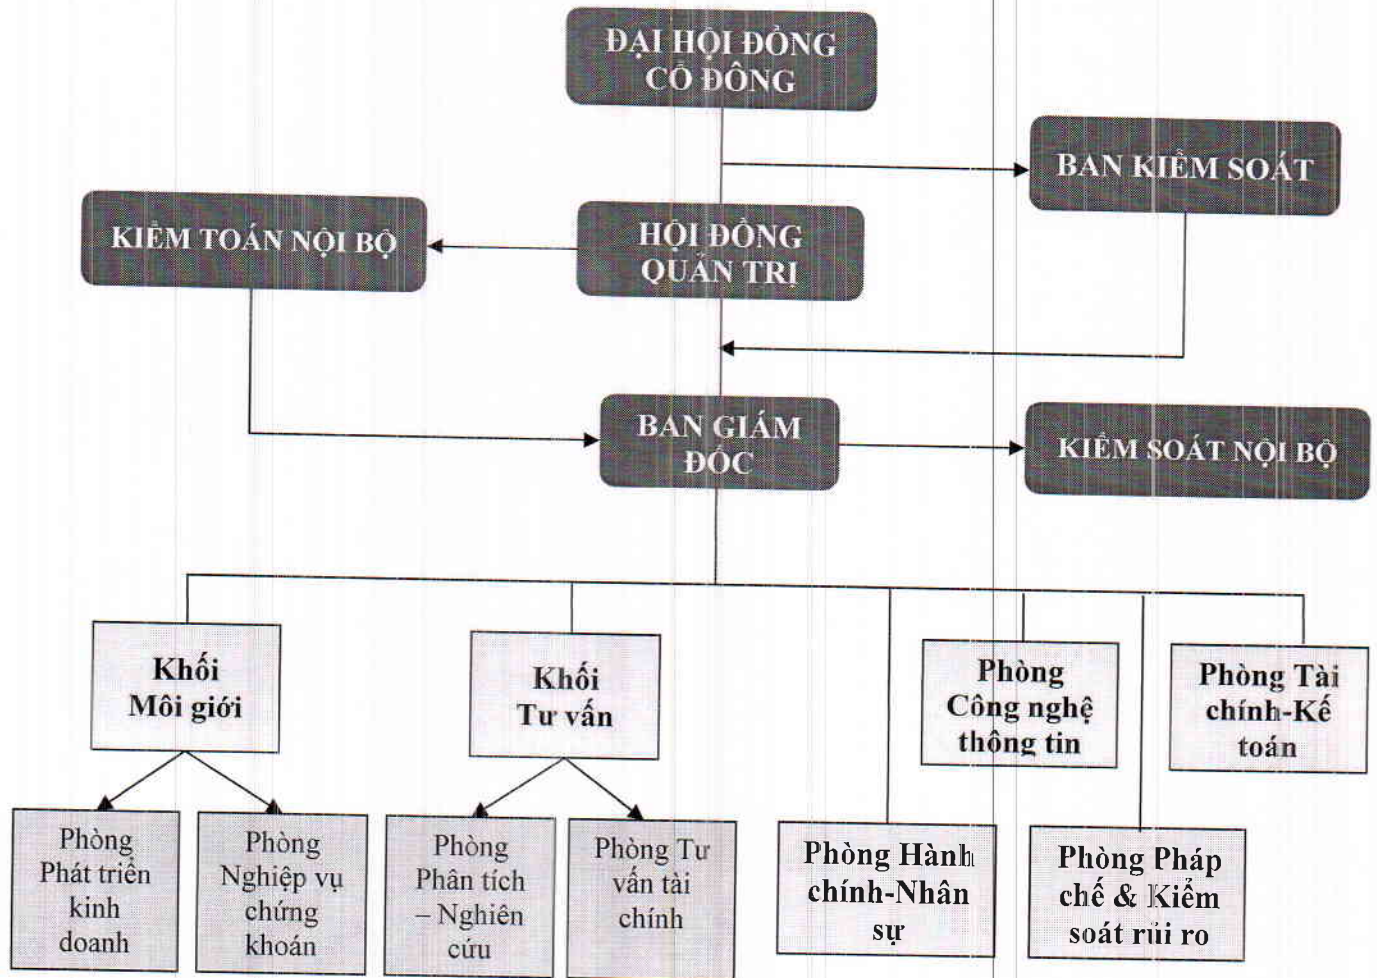 ĐẠI HỘI ĐỒNG
CỔ ĐÔNG
BAN KIỂM SOÁT
KIỂM TOÁN NỘI BỘ
HỘI ĐỒNG
QUẢN TRỊ
BAN GIÁM
ĐỐC
KIỂM SOÁT NỘI BỘ
Khối
Môi giới
Khối
Tư vấn
Phòng
Công nghệ
thông tin
Phòng Tài
chính-Kế
toán
Phòng
Phát triển
kinh
doanh
Phòng
Nghiệp vụ
chứng
khoán
Phòng
Phân tích
– Nghiên
cứu
Phòng Tư
vấn tài
chính
Phòng Hành
chính-Nhân
sự
Phòng Pháp
chế & Kiểm
soát rủi ro